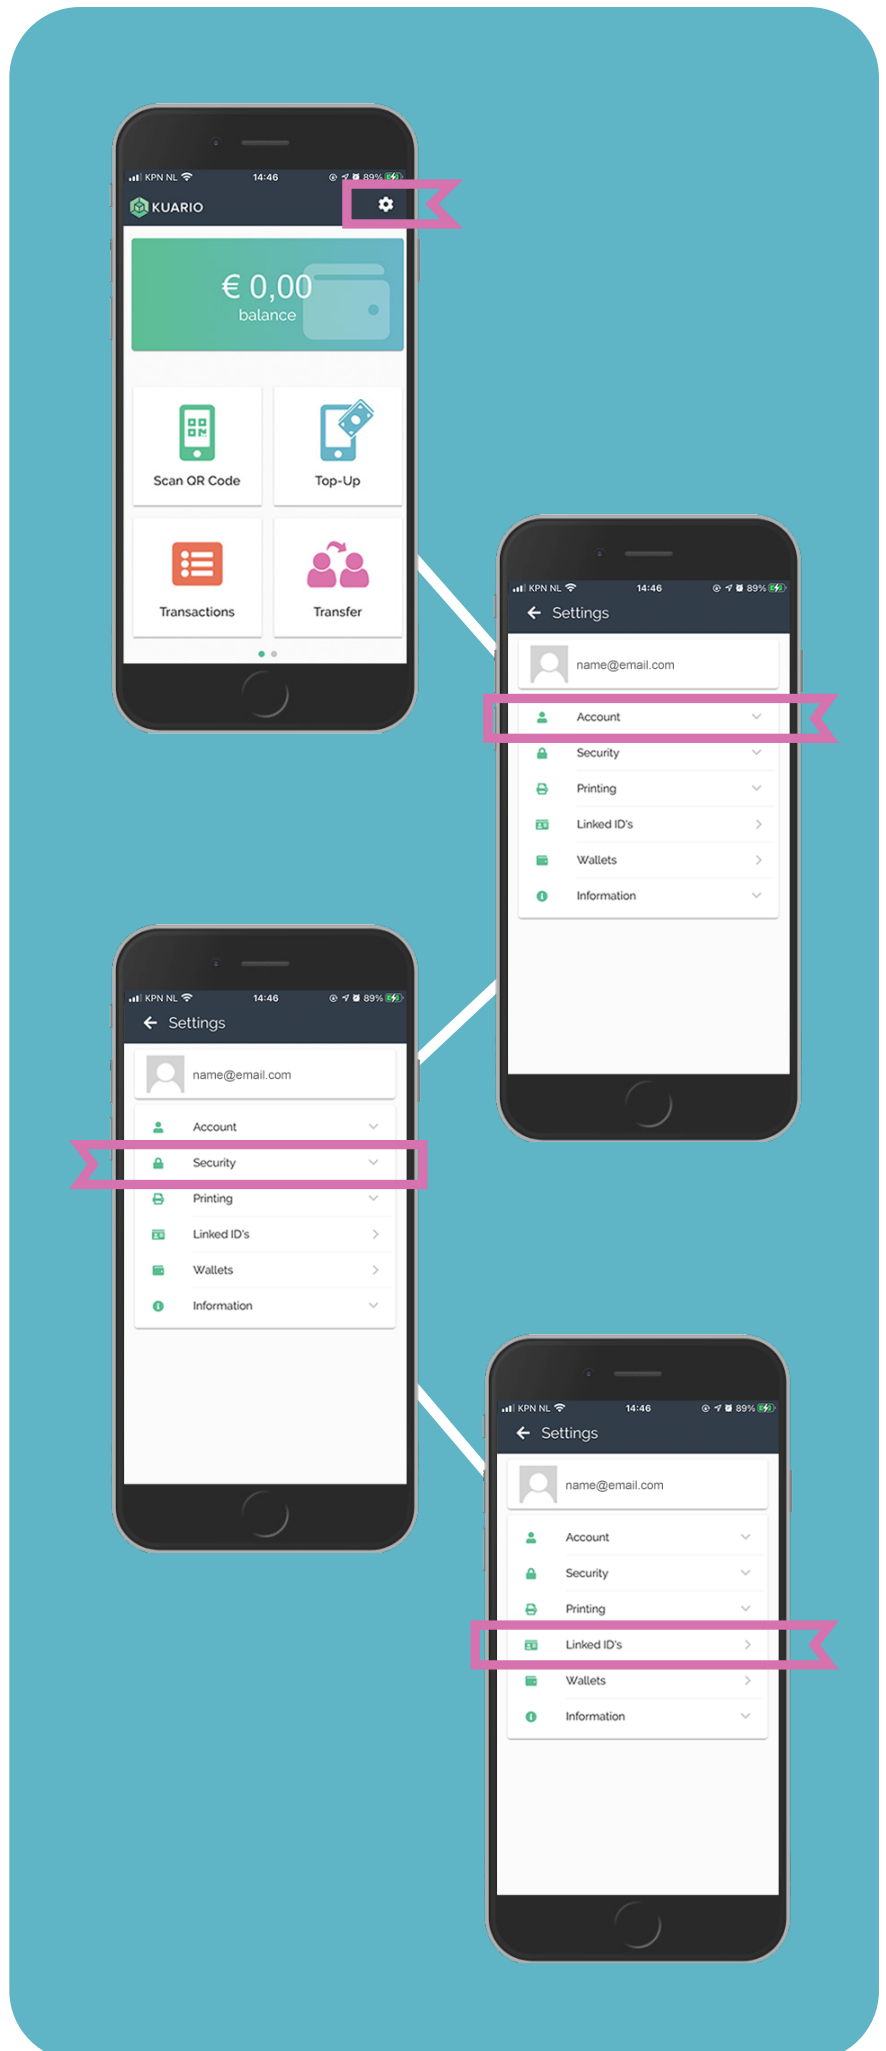 KPN NL 14:46 89%
KUARIO
€ 0,00
balance
Scan QR Code Top-Up
Transactions Transfer
KPN NL 14:46 89%
Settings
name@email.com
Account
Security
Printing
Linked ID's
Wallets
Information
KPN NL 14:46 89%
Settings
name@email.com
Account
Security
Printing
Linked ID's
Wallets
Information
KPN NL 14:46 89%
Settings
name@email.com
Account
Security
Printing
Linked ID's
Wallets
Information